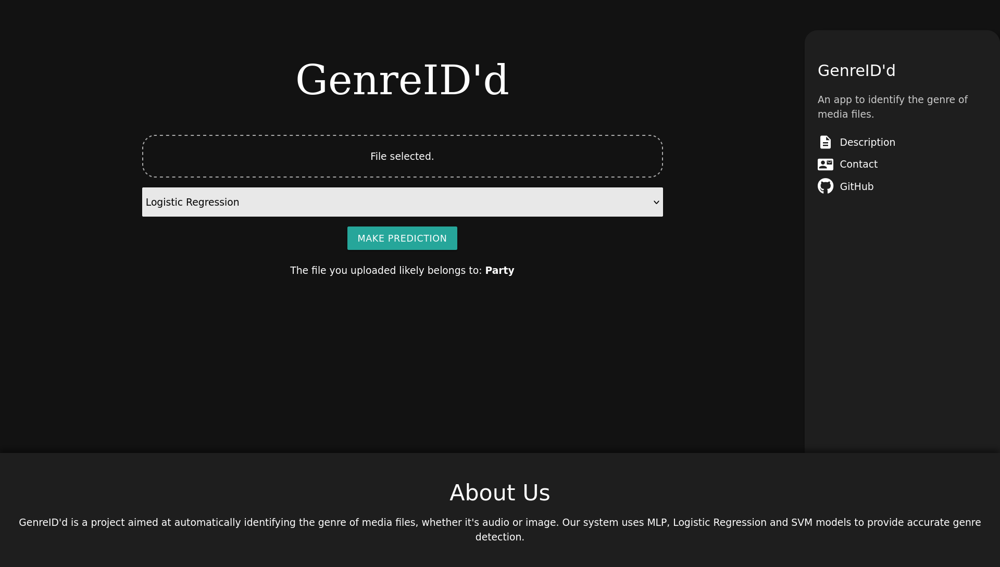 GenreID'd
File selected.
Logistic Regression
MAKE PREDICTION
The file you uploaded likely belongs to: Party
GenreID'd
An app to identify the genre of
media files.
Description
Contact
GitHub
About Us
GenreID'd is a project aimed at automatically identifying the genre of media files, whether it's audio or image. Our system uses MLP, Logistic Regression and SVM models to provide accurate genre
detection.